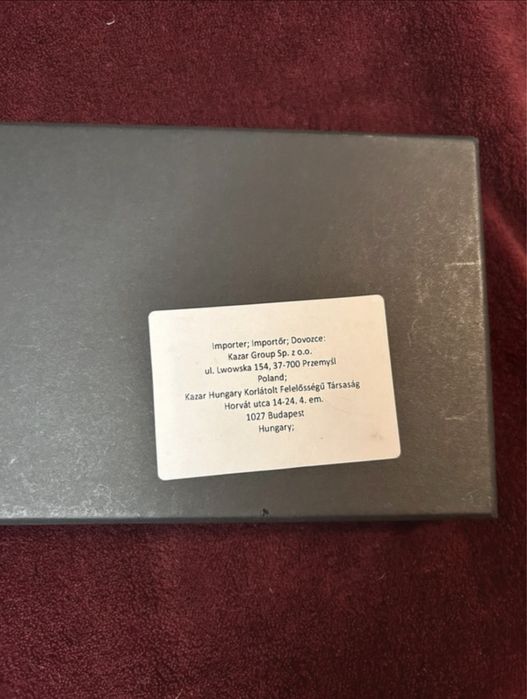 Importer; Importőr; Dovozce:
Kazar Group Sp. z o.o.
ul. Lwowska 154, 37-700 Przemyśl
Poland;
Kazar Hungary Korlátolt Felelősségű Társaság
Horvát utca 14-24. 4. em.
1027 Budapest
Hungary;